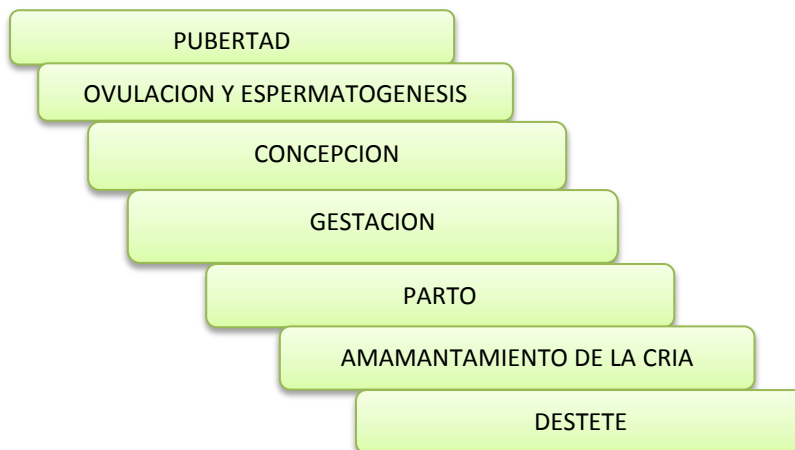 PUBERTAD
OVULACION Y ESPERMATOGENESIS
CONCEPCION
GESTACION
PARTO
AMAMANTAMIENTO DE LA CRIA
DESTETE